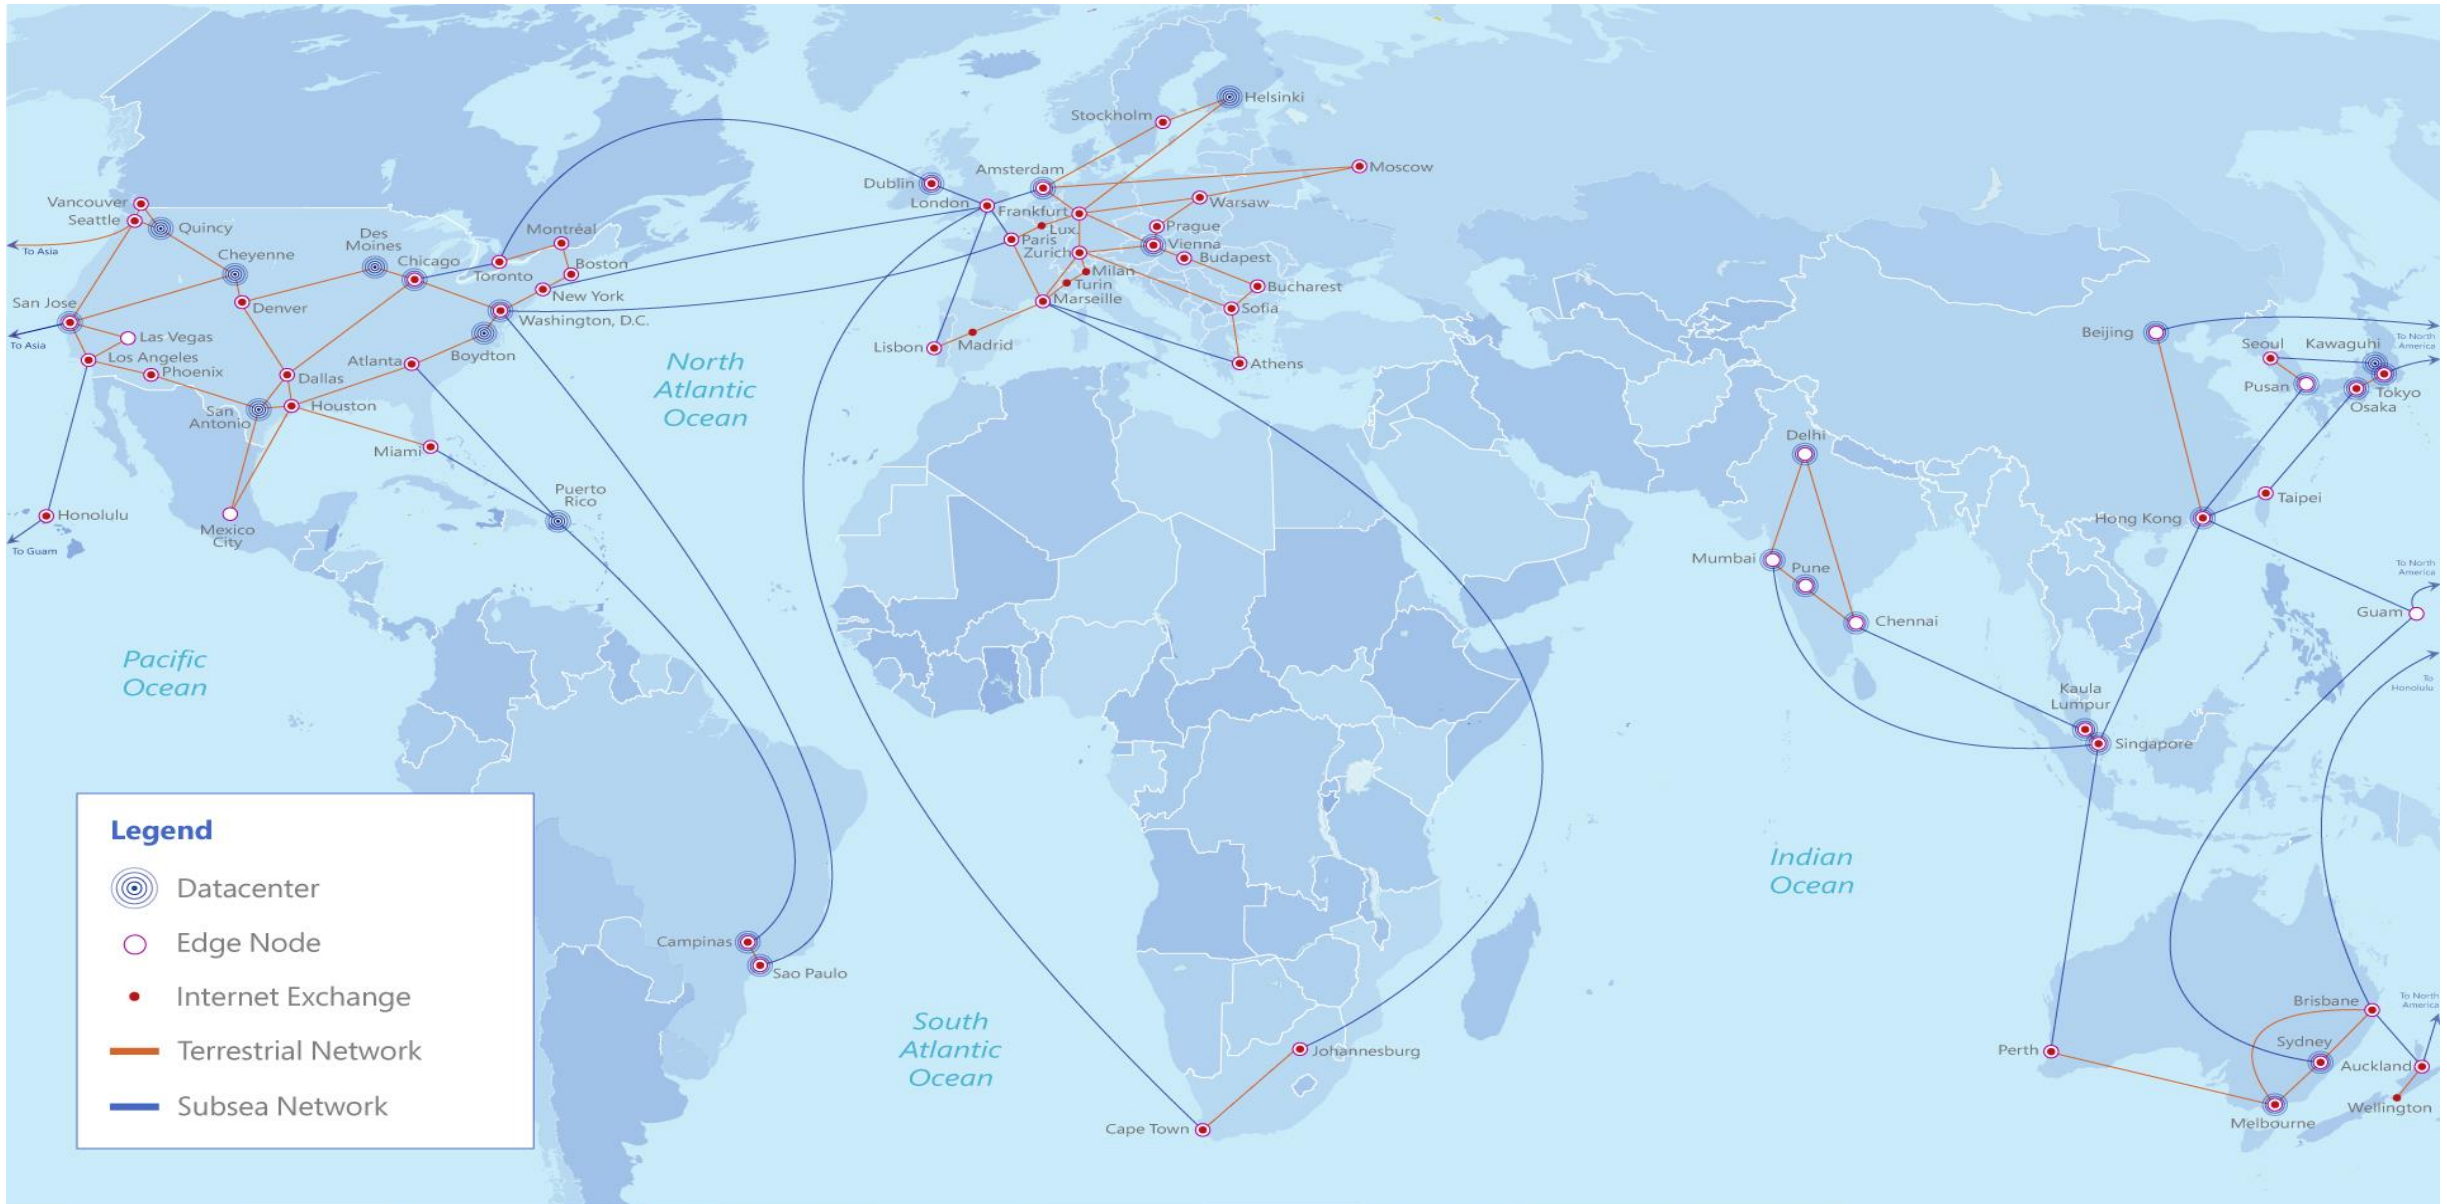 Helsinki
Stockholm
Amsterdam
Moscow
Dublin
London
Frankfurt
Warsaw
Lux.
Prague
Paris
Vienna
Zurich
Budapest
Milan
Turin
Bucharest
Marseille
Sofia
Lisbon
Madrid
Athens
Vancouver
Seattle
Quincy
To Asia
Des
Moines
Cheyenne
Chicago
Montréal
Toronto
Boston
New York
San Jose
Denver
Washington, D.C.
To Asia
Las Vegas
Boydton
Los Angeles
Phoenix
Atlanta
Dallas
San
Antonio
Houston
Miami
Puerto
Rico
Honolulu
To Guam
Mexico
City
North
Atlantic
Ocean
Pacific
Ocean
Beijing
Seoul
Kawaguhi
To North
America
Pusan
Tokyo
Osaka
Delhi
Taipei
Hong Kong
Mumbai
Pune
Chennai
To North
America
Guam
Kaula
Lumpur
Singapore
To
Honolulu
Indian
Ocean
Legend
Datacenter
Edge Node
Internet Exchange
Terrestrial Network
Subsea Network
Campinas
Sao Paulo
South
Atlantic
Ocean
Johannesburg
Cape Town
Brisbane
To North
America
Perth
Sydney
Auckland
Melbourne
Wellington